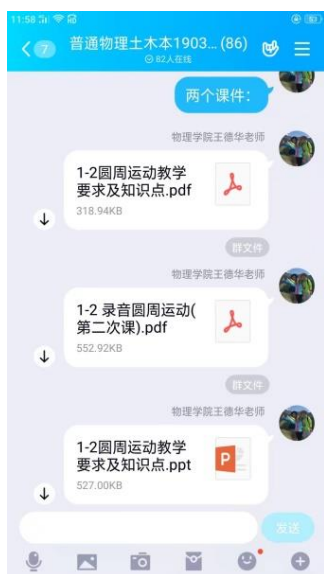 11:58
7
普通物理土木本1903... (86)
82人在线
两个课件：
物理学院王德华老师
1-2圆周运动教学
要求及知识点.pdf
318.94KB
群文件
物理学院王德华老师
1-2 录音圆周运动(
第二次课).pdf
552.92KB
群文件
物理学院王德华老师
1-2圆周运动教学
要求及知识点.ppt
P
527.00KB
发送